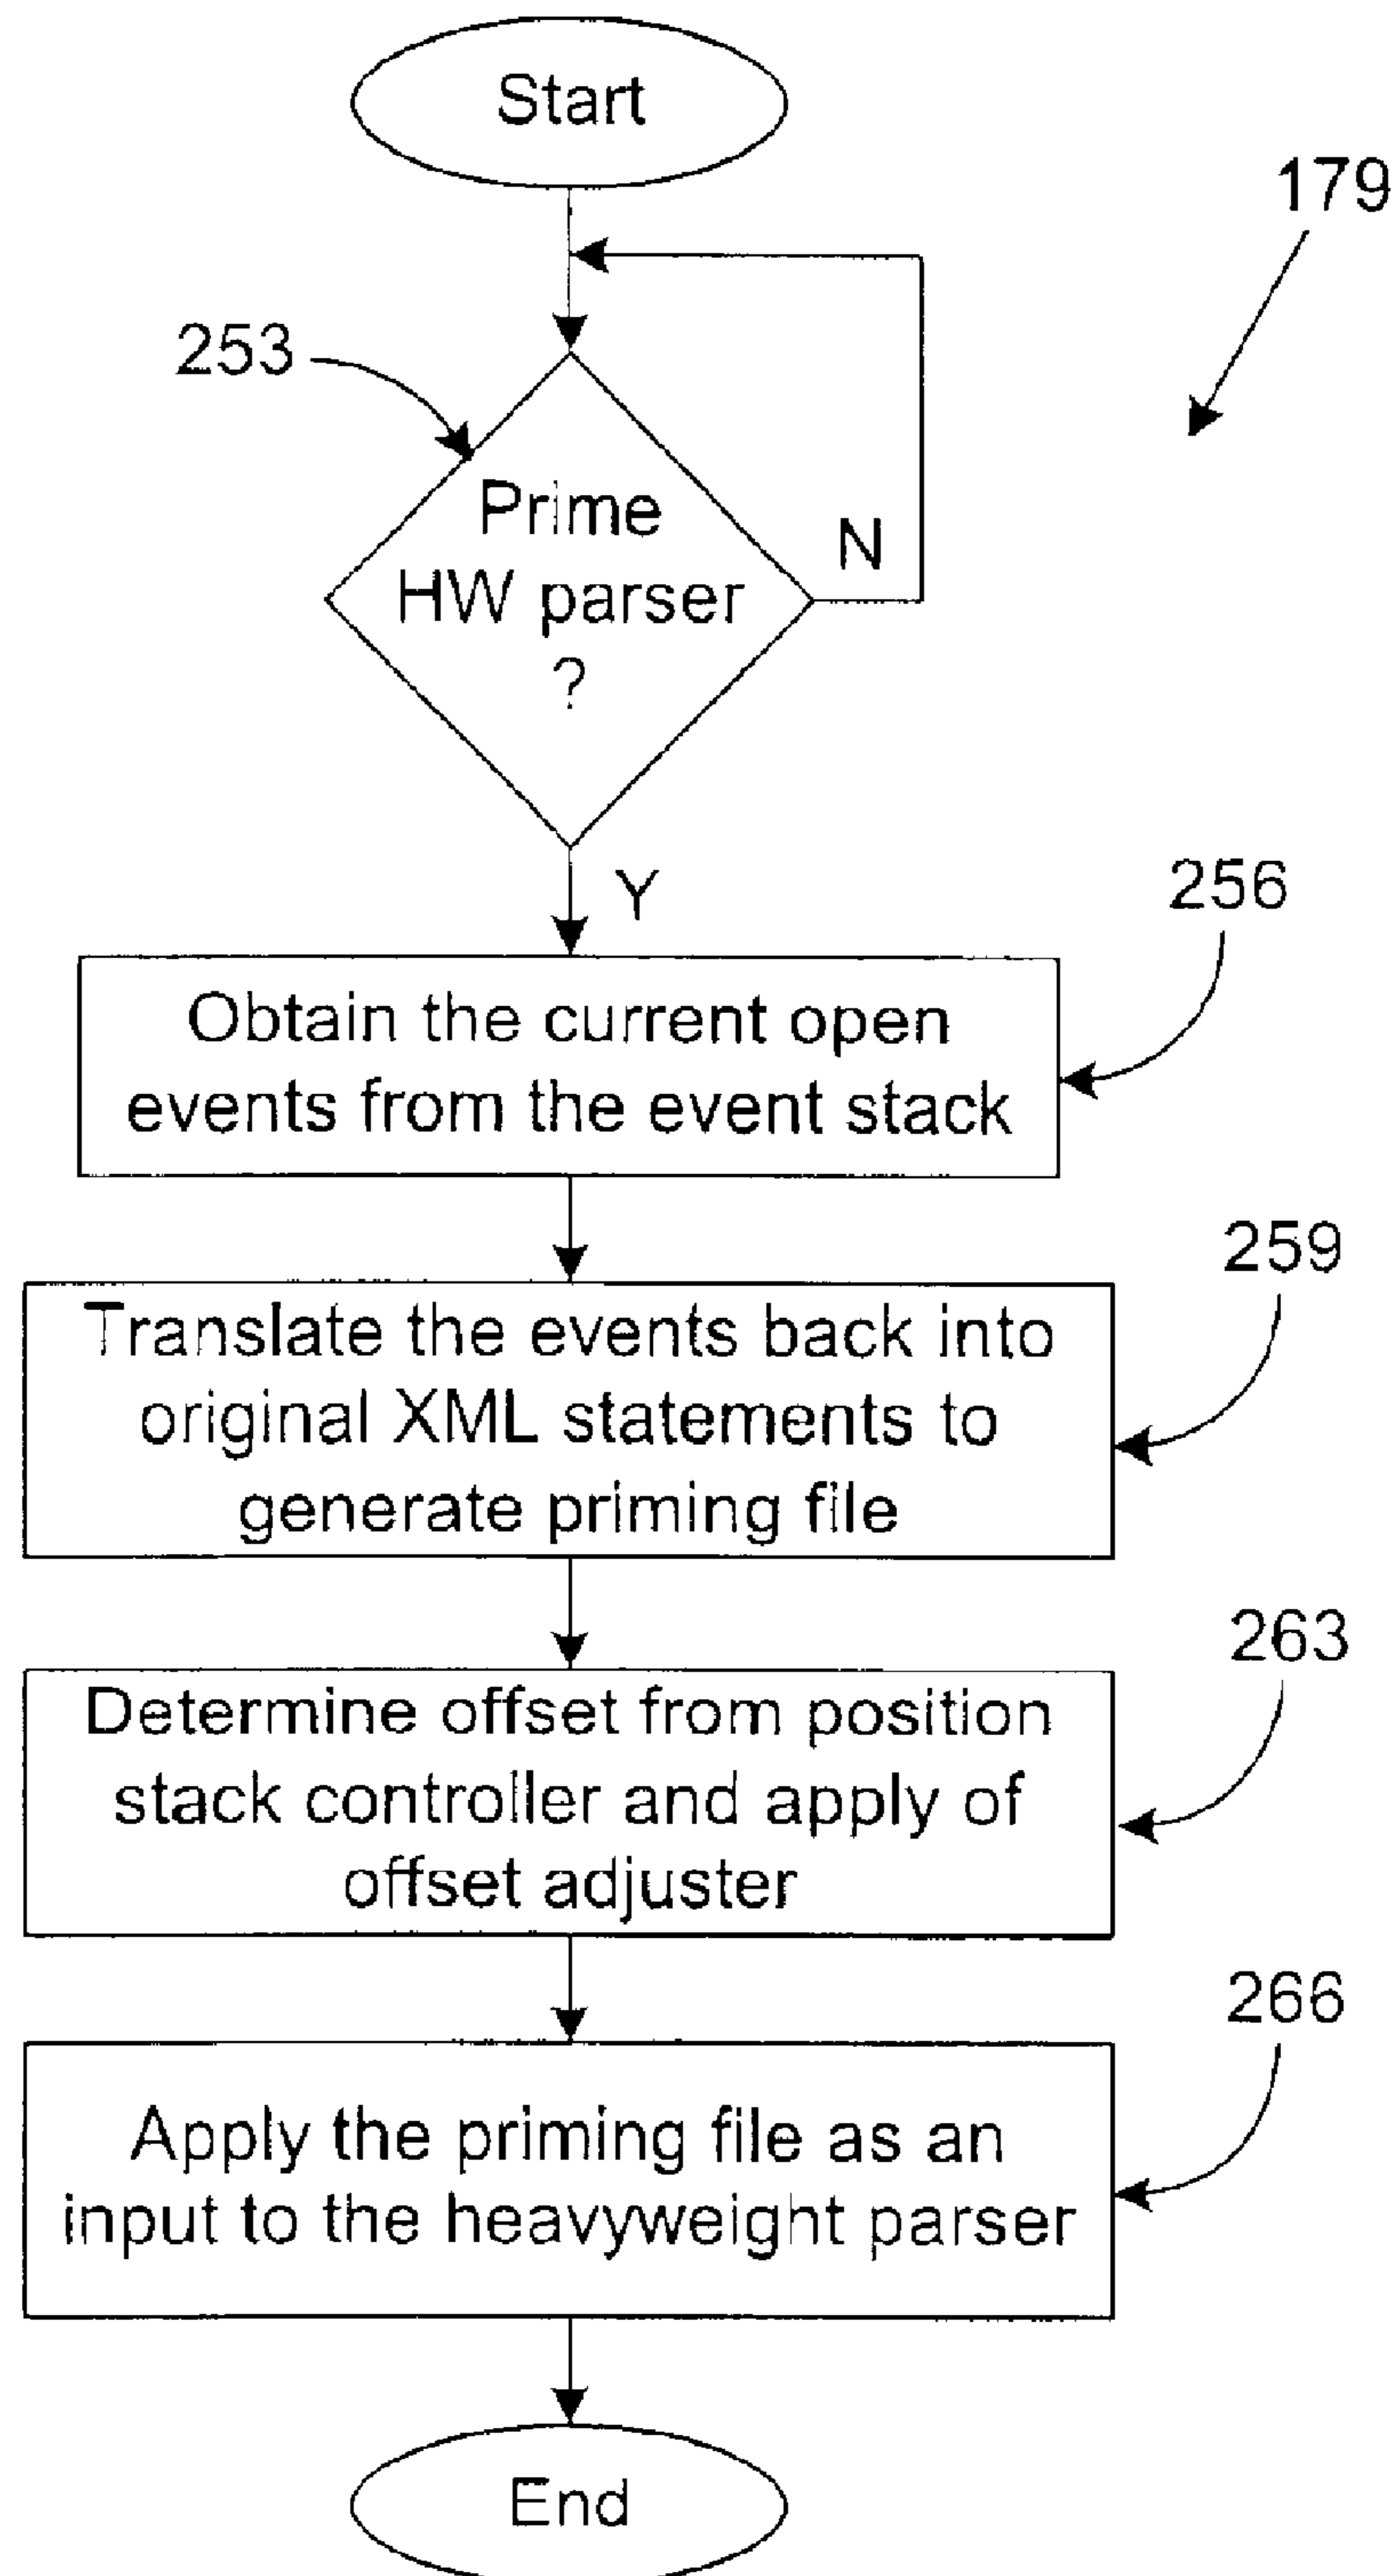 Start
179
253
Prime
HW parser
?
N
Y
256
Obtain the current open
events from the event stack
259
Translate the events back into
original XML statements to
generate priming file
263
Determine offset from position
stack controller and apply of
offset adjuster
266
Apply the priming file as an
input to the heavyweight parser
End